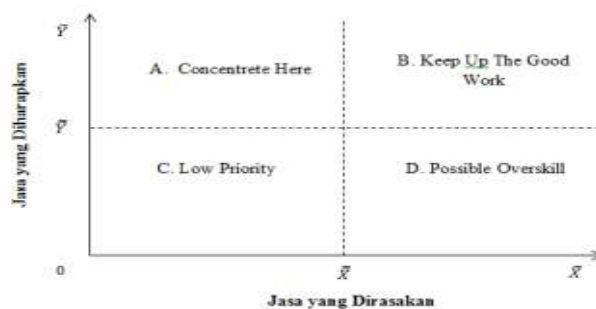 Ȳ
A. Concentrete Here
B. Keep Up The Good
Work
Jasa yang Diharapkan
Ȳ
C. Low Priority
D. Possible Overskill
0
X̄
X̄
Jasa yang Dirasakan